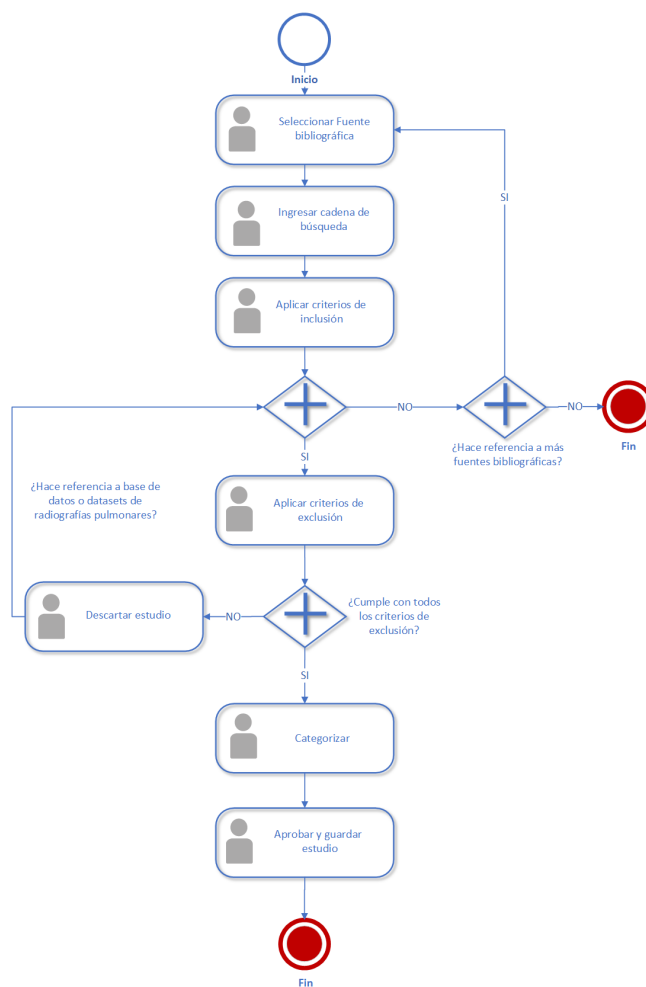 Inicio
Seleccionar Fuente
bibliográfica
SI
Ingresar cadena de
búsqueda
Aplicar criterios de
inclusión
NO
NO
Fin
¿Hace referencia a más
fuentes bibliográficas?
SI
¿Hace referencia a base de
datos o datasets de
radiografías pulmonares?
Aplicar criterios de
exclusión
¿Cumple con todos
los criterios de
exclusión?
Descartar estudio
NO
SI
Categorizar
Aprobar y guardar
estudio
Fin